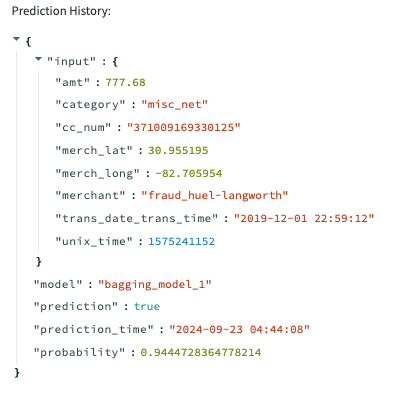 Prediction History:
{
"input" : {
"amt" : 777.68
"category" : "misc_net"
"cc_num" : "371009169330125"
"merch_lat" : 30.955195
"merch_long" : -82.705954
"merchant" : "fraud_huel-langworth"
"trans_date_trans_time" : "2019-12-01 22:59:12"
"unix_time" : 1575241152
}
"model" : "bagging_model_1"
"prediction" : true
"prediction_time" : "2024-09-23 04:44:08"
"probability" : 0.9444728364778214
}